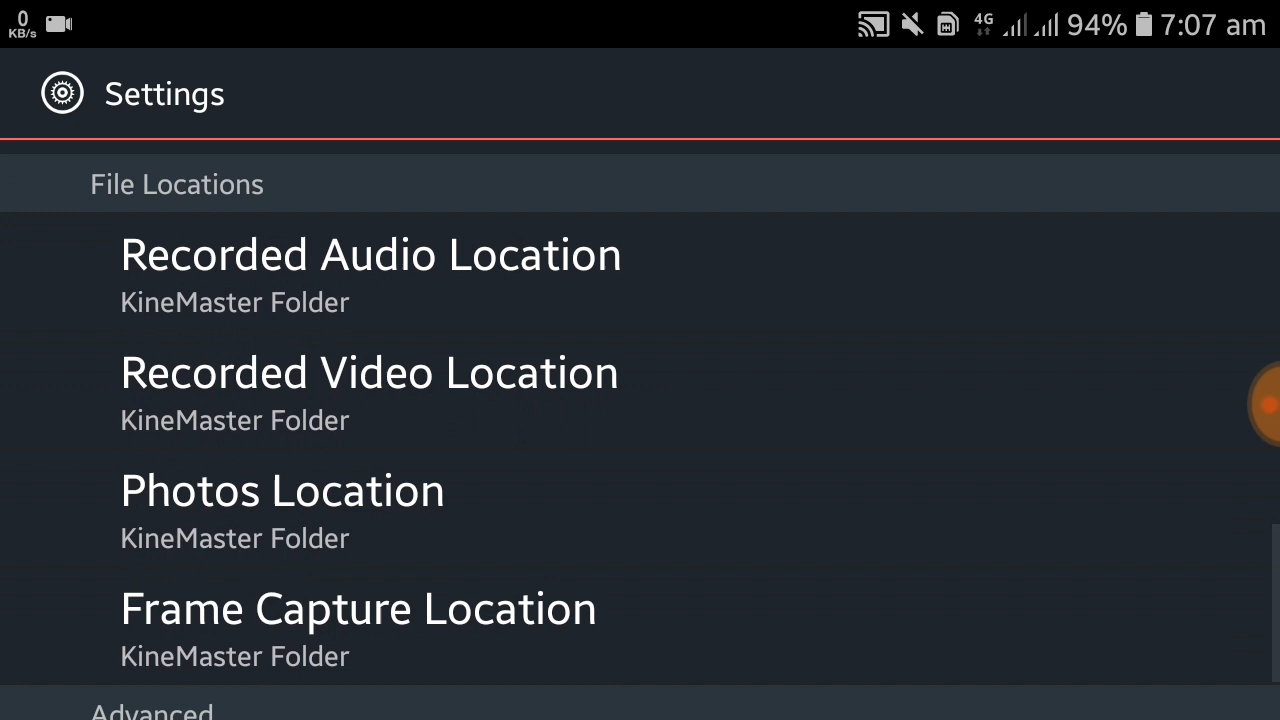 0
KB/s
4G
94%
7:07 am
Settings
File Locations
Recorded Audio Location
KineMaster Folder
Recorded Video Location
KineMaster Folder
Photos Location
KineMaster Folder
Frame Capture Location
KineMaster Folder
Advanced